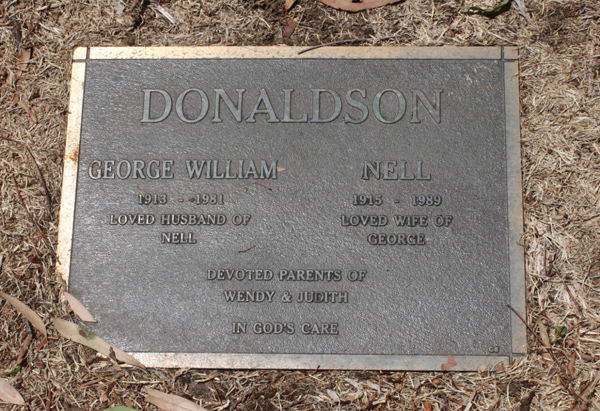 DONALDSON
GEORGE WILLIAM NELL
1913 - 1981 1915 - 1989
LOVED HUSBAND OF LOVED WIFE OF
NELL GEORGE
DEVOTED PARENTS OF
WENDY & JUDITH
IN GOD'S CARE